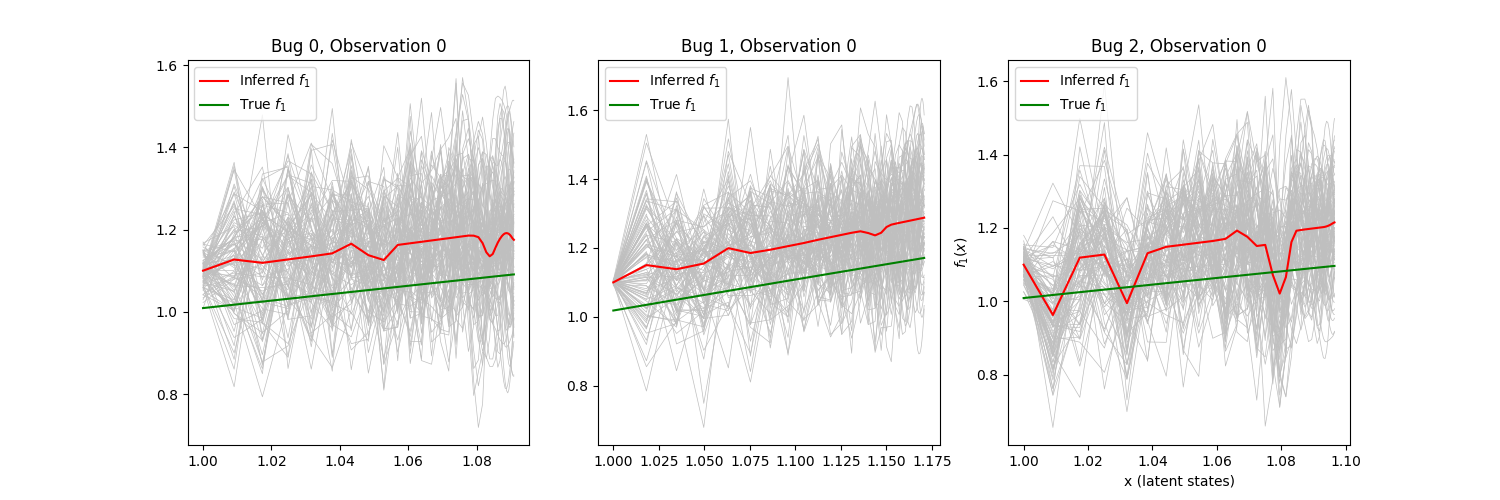 Bug 0, Observation 0
Inferred f₁
True f₁
1.6
1.4
1.2
1.0
0.8
1.00 1.02 1.04 1.06 1.08
Bug 1, Observation 0
Inferred f₁
True f₁
1.6
1.4
1.2
1.0
0.8
1.000 1.025 1.050 1.075 1.100 1.125 1.150 1.175
Bug 2, Observation 0
Inferred f₁
True f₁
f₁(x)
1.6
1.4
1.2
1.0
0.8
1.00 1.02 1.04 1.06 1.08 1.10
x (latent states)